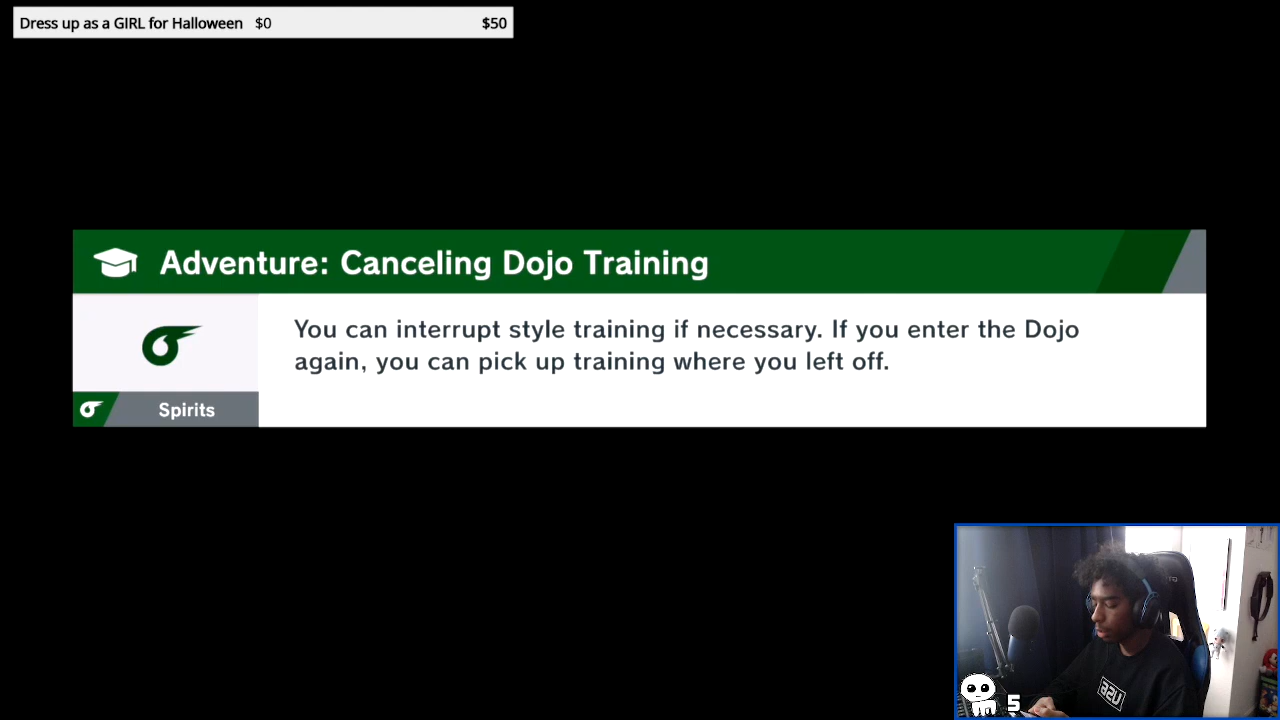 Dress up as a GIRL for Halloween $0 $50
Adventure: Canceling Dojo Training
You can interrupt style training if necessary. If you enter the Dojo
again, you can pick up training where you left off.
Spirits
5